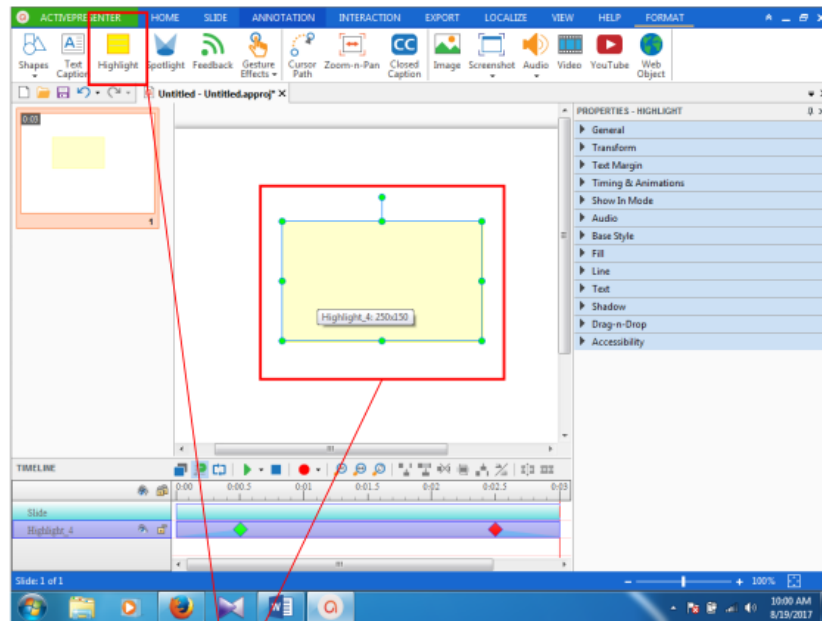 ACTIVEPRESENTER HOME SLIDE ANNOTATION INTERACTION EXPORT LOCALIZE VIEW HELP FORMAT
Shapes Text Caption Highlight Spotlight Feedback Gesture Effects Cursor Path Zoom-n-Pan CC Closed Caption Image Screenshot Audio Video YouTube Web Object
Untitled - Untitled.approj* X
PROPERTIES - HIGHLIGHT
0:03
1
General
Transform
Text Margin
Timing & Animations
Show In Mode
Audio
Base Style
Fill
Line
Text
Shadow
Drag-n-Drop
Accessibility
Highlight_4: 250x150
TIMELINE
0:00 0:00.5 0:01 0:01.5 0:02 0:02.5 0:03
Slide
Highlight_4
Slide: 1 of 1
100%
10:00 AM
8/19/2017